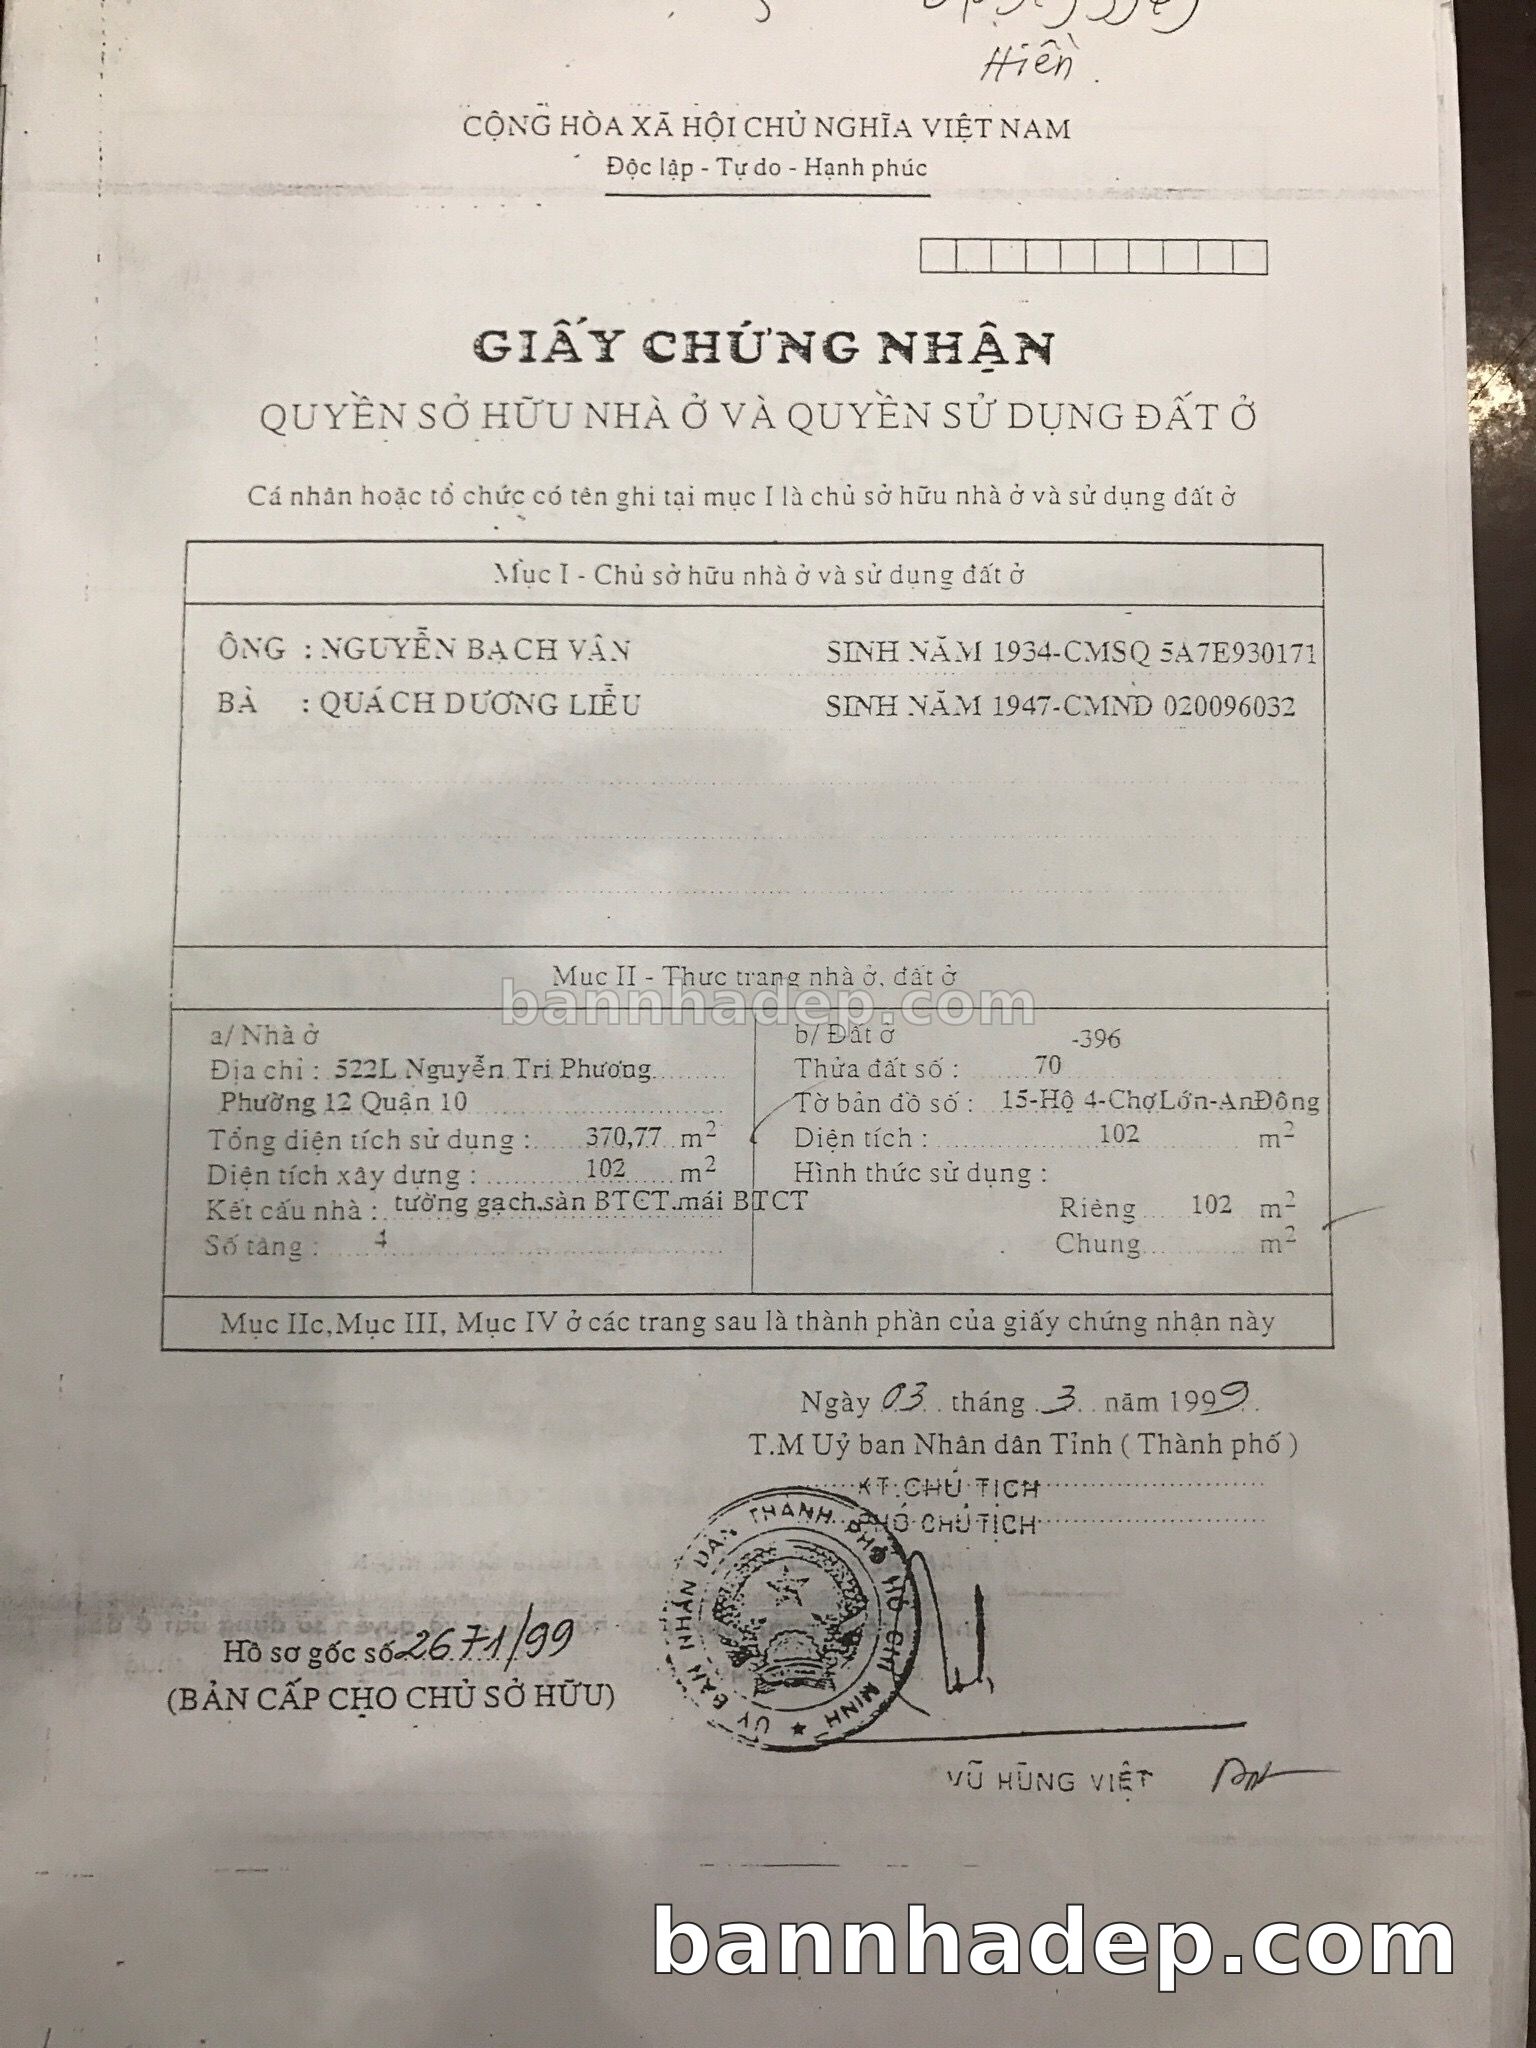 Hiền
CỘNG HÒA XÃ HỘI CHỦ NGHĨA VIỆT NAM
Độc lập - Tự do - Hạnh phúc
GIẤY CHỨNG NHẬN
QUYỀN SỞ HỮU NHÀ Ở VÀ QUYỀN SỬ DỤNG ĐẤT Ở
Cá nhân hoặc tổ chức có tên ghi tại mục I là chủ sở hữu nhà ở và sử dụng đất ở
Mục I - Chủ sở hữu nhà ở và sử dụng đất ở
ÔNG : NGUYỄN BẠCH VÂN SINH NĂM 1934-CMSQ 5A7E930171
BÀ : QUÁCH DƯƠNG LIỄU SINH NĂM 1947-CMND 020096032
Mục II - Thực trạng nhà ở, đất ở
bannhadep.com
a/ Nhà ở
Địa chỉ : 522L Nguyễn Tri Phương
Phường 12 Quận 10
Tổng diện tích sử dụng : 370,77 m2
Diện tích xây dựng : 102 m2
Kết cấu nhà : tường gạch.sàn BTCT.mái BTCT
Số tầng : 4
b/ Đất ở -396
Thửa đất số : 70
Tờ bản đồ số : 15-Hộ 4-ChợLớn-AnĐông
Diện tích : 102 m2
Hình thức sử dụng :
Riêng 102 m2
Chung m2
Mục IIc,Mục III, Mục IV ở các trang sau là thành phần của giấy chứng nhận này
Ngày 03 tháng 3 năm 1999
T.M Uỷ ban Nhân dân Tỉnh ( Thành phố )
KT.CHỦ TỊCH
PHÓ CHỦ TỊCH
ỦY BAN NHÂN DÂN THÀNH PHỐ HỒ CHÍ MINH
Hồ sơ gốc số 2671/99
(BẢN CẤP CHO CHỦ SỞ HỮU)
VŨ HÙNG VIỆT
bannhadep.com